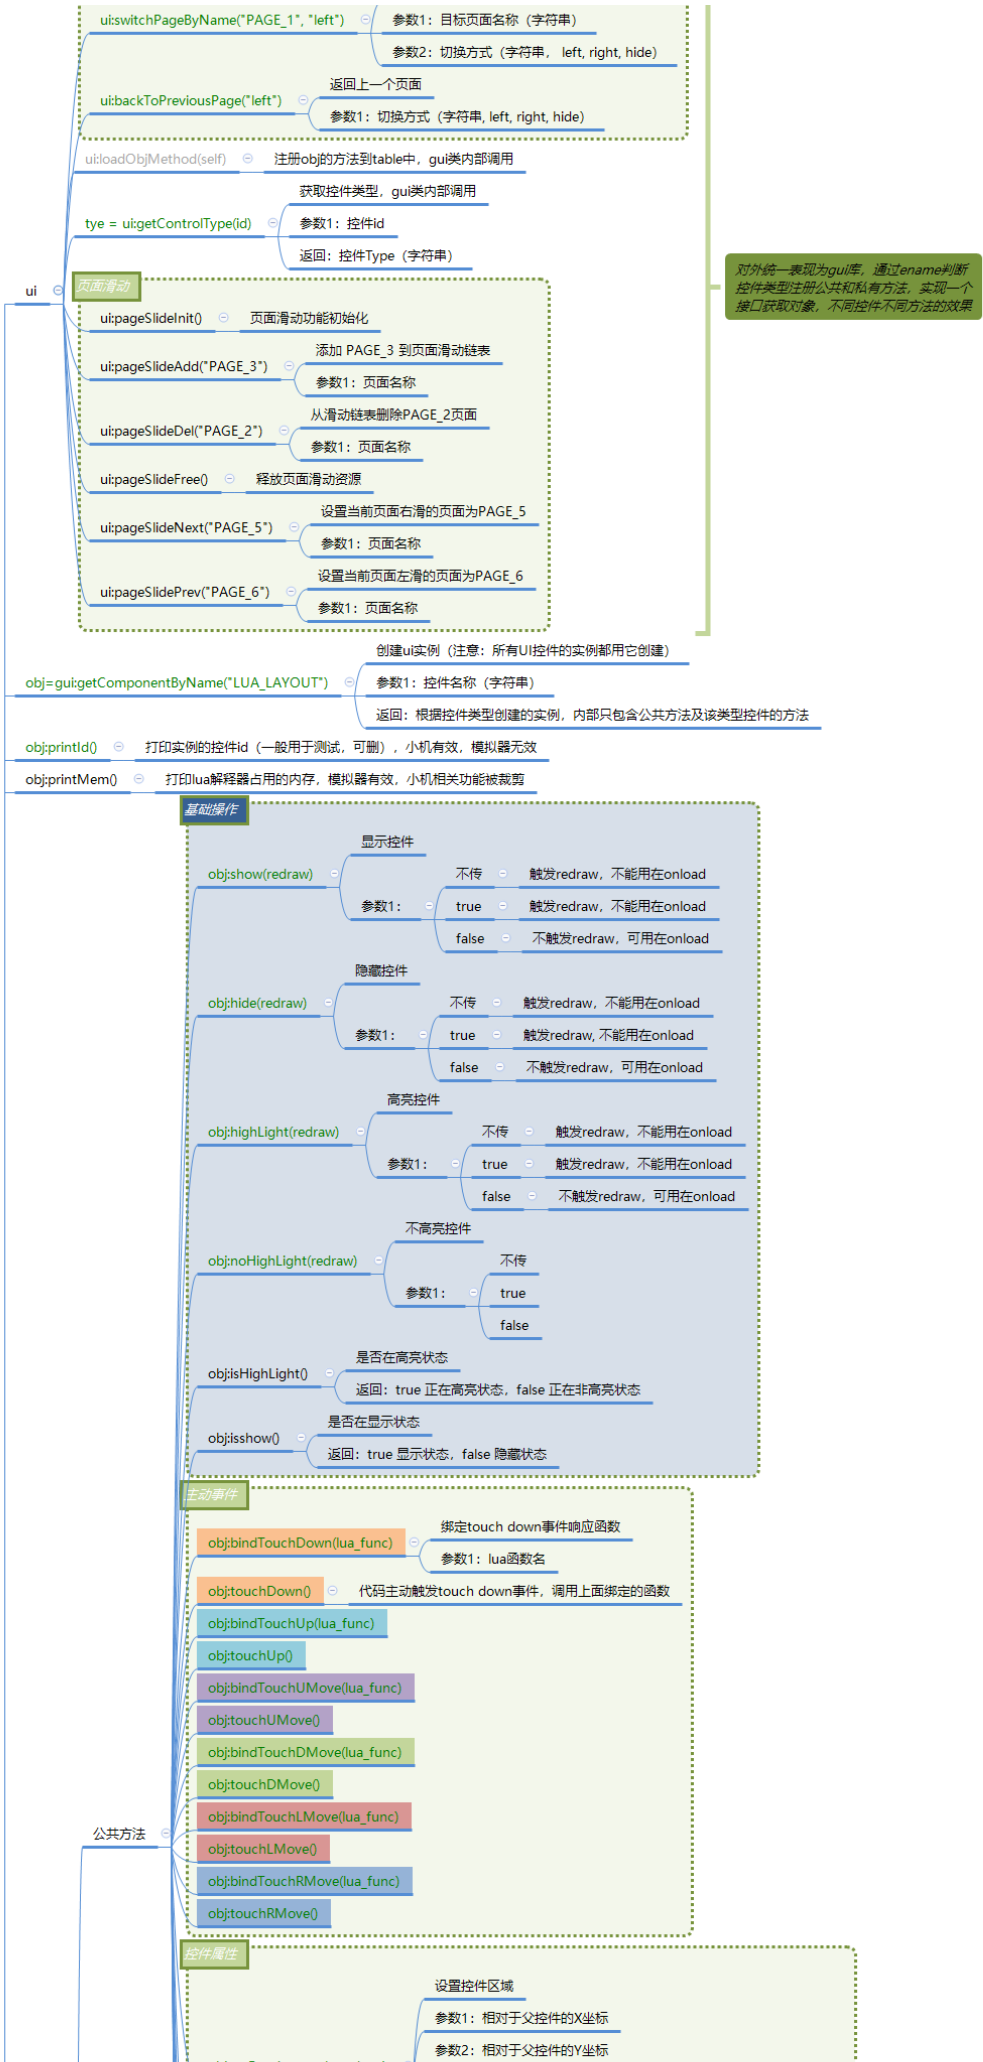 ui:switchPageByName("PAGE_1", "left")
参数1：目标页面名称（字符串）
参数2：切换方式（字符串， left, right, hide）
返回上一个页面
ui:backToPreviousPage("left")
参数1：切换方式（字符串, left, right, hide）
ui:loadObjMethod(self)
注册obj的方法到table中，gui类内部调用
获取控件类型，gui类内部调用
tye = ui:getControlType(id)
参数1：控件id
返回：控件Type（字符串）
对外统一表现为gui库，通过ename判断
控件类型注册公共和私有方法，实现一个
接口获取对象，不同控件不同方法的效果
ui
页面滑动
ui:pageSlideInit()
页面滑动功能初始化
添加 PAGE_3 到页面滑动链表
ui:pageSlideAdd("PAGE_3")
参数1：页面名称
从滑动链表删除PAGE_2页面
ui:pageSlideDel("PAGE_2")
参数1：页面名称
ui:pageSlideFree()
释放页面滑动资源
设置当前页面右滑的页面为PAGE_5
ui:pageSlideNext("PAGE_5")
参数1：页面名称
设置当前页面左滑的页面为PAGE_6
ui:pageSlidePrev("PAGE_6")
参数1：页面名称
创建ui实例（注意：所有UI控件的实例都用它创建）
obj=gui:getComponentByName("LUA_LAYOUT")
参数1：控件名称（字符串）
返回：根据控件类型创建的实例，内部只包含公共方法及该类型控件的方法
obj:printId()
打印实例的控件id（一般用于测试，可删），小机有效，模拟器无效
obj:printMem()
打印lua解释器占用的内存，模拟器有效，小机相关功能被裁剪
基础操作
显示控件
obj:show(redraw)
参数1：
不传
触发redraw，不能用在onload
true
触发redraw，不能用在onload
false
不触发redraw，可用在onload
隐藏控件
obj:hide(redraw)
参数1：
不传
触发redraw，不能用在onload
true
触发redraw, 不能用在onload
false
不触发redraw，可用在onload
高亮控件
obj:highLight(redraw)
参数1：
不传
触发redraw，不能用在onload
true
触发redraw，不能用在onload
false
不触发redraw，可用在onload
不高亮控件
obj:noHighLight(redraw)
参数1：
不传
true
false
是否在高亮状态
obj:isHighLight()
返回：true 正在高亮状态，false 正在非高亮状态
是否在显示状态
obj:isshow()
返回：true 显示状态，false 隐藏状态
主动事件
绑定touch down事件响应函数
obj:bindTouchDown(lua_func)
参数1：lua函数名
obj:touchDown()
代码主动触发touch down事件，调用上面绑定的函数
obj:bindTouchUp(lua_func)
obj:touchUp()
obj:bindTouchUMove(lua_func)
obj:touchUMove()
obj:bindTouchDMove(lua_func)
obj:touchDMove()
obj:bindTouchLMove(lua_func)
公共方法
obj:touchLMove()
obj:bindTouchRMove(lua_func)
obj:touchRMove()
控件属性
设置控件区域
参数1：相对于父控件的X坐标
参数2：相对于父控件的Y坐标